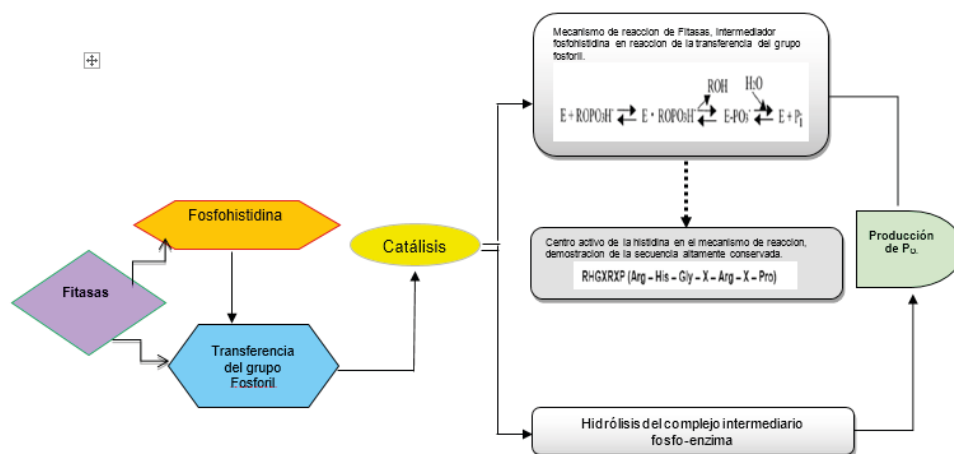 Mecanismo de reaccion de Fitasas, Intermediador
fosfohistidina en reaccion de la transferencia del grupo
fosforil.
ROH
H2O
E + ROPO3H⁻ ⇌ E • ROPO3H⁻ ⇌ E-PO3⁻ ⇌ E + Pi
Fosfohistidina
Catálisis
Centro activo de la histidina en el mecanismo de reaccion,
demostracion de la secuencia altamente conservada.
RHGXRXP (Arg – His – Gly – X – Arg – X – Pro)
Producción
de
Fitasas
Transferencia
del grupo
Fosforil.
Hidrólisis del complejo intermediario
fosfo-enzima